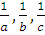 1/a, 1/b, 1/c